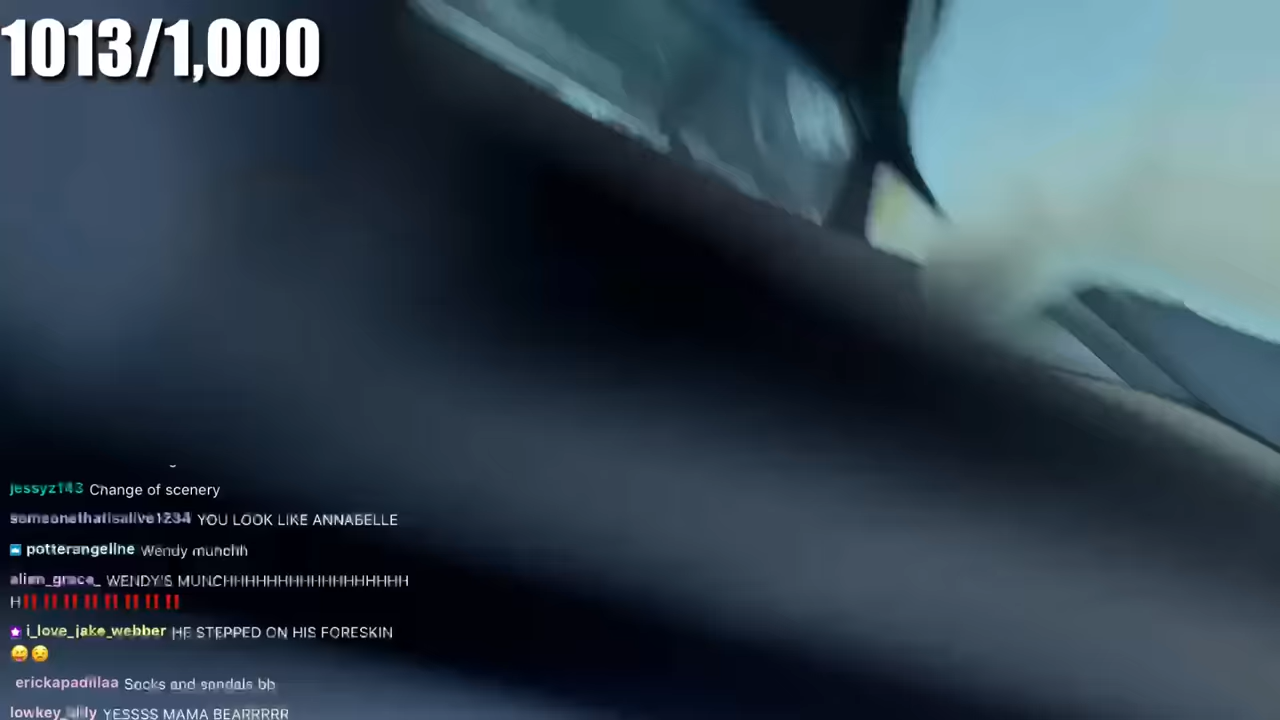 1013/1,000
jessyz143 Change of scenery
someonethatisalive1234 YOU LOOK LIKE ANNABELLE
potterangeline Wendy munchh
alien_grace_ WENDY'S MUNCHHHHHHHHHHHHHHHHHHH
H‼️‼️‼️‼️‼️‼️‼️‼️
i_love_jake_webber HE STEPPED ON HIS FORESKIN
😛😟
erickapadillaa Socks and sandals bb
YESSSS MAMA BEARRRRR